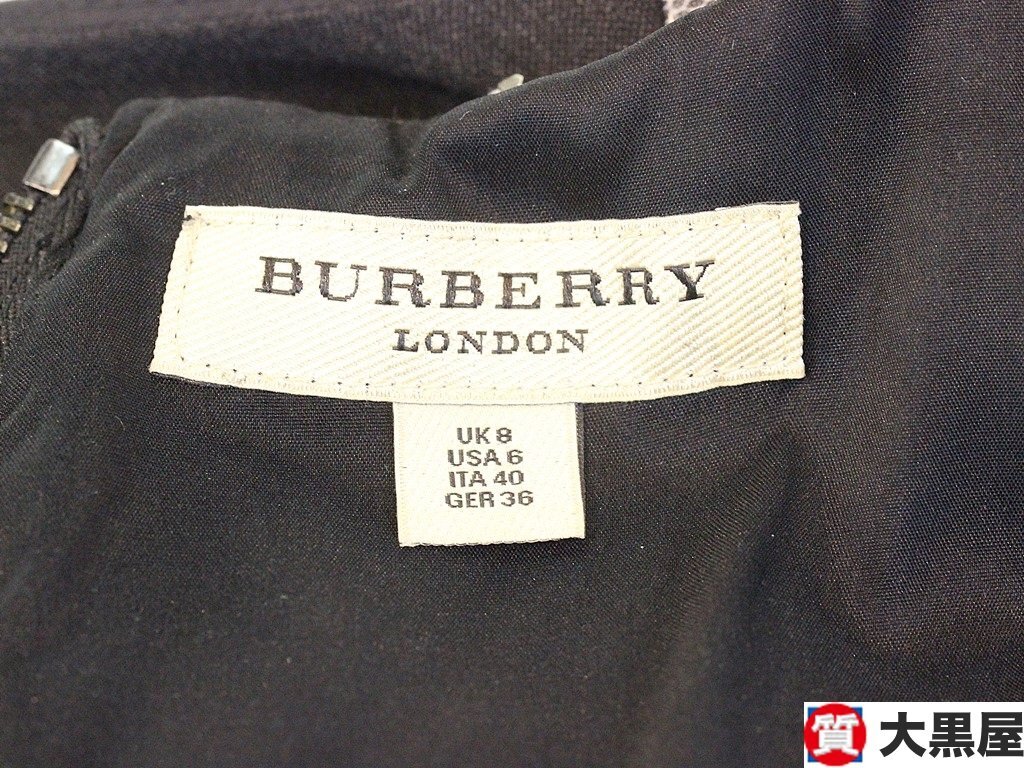 BURBERRY
LONDON
UK 8
USA 6
ITA 40
GER 36
質 大黒屋